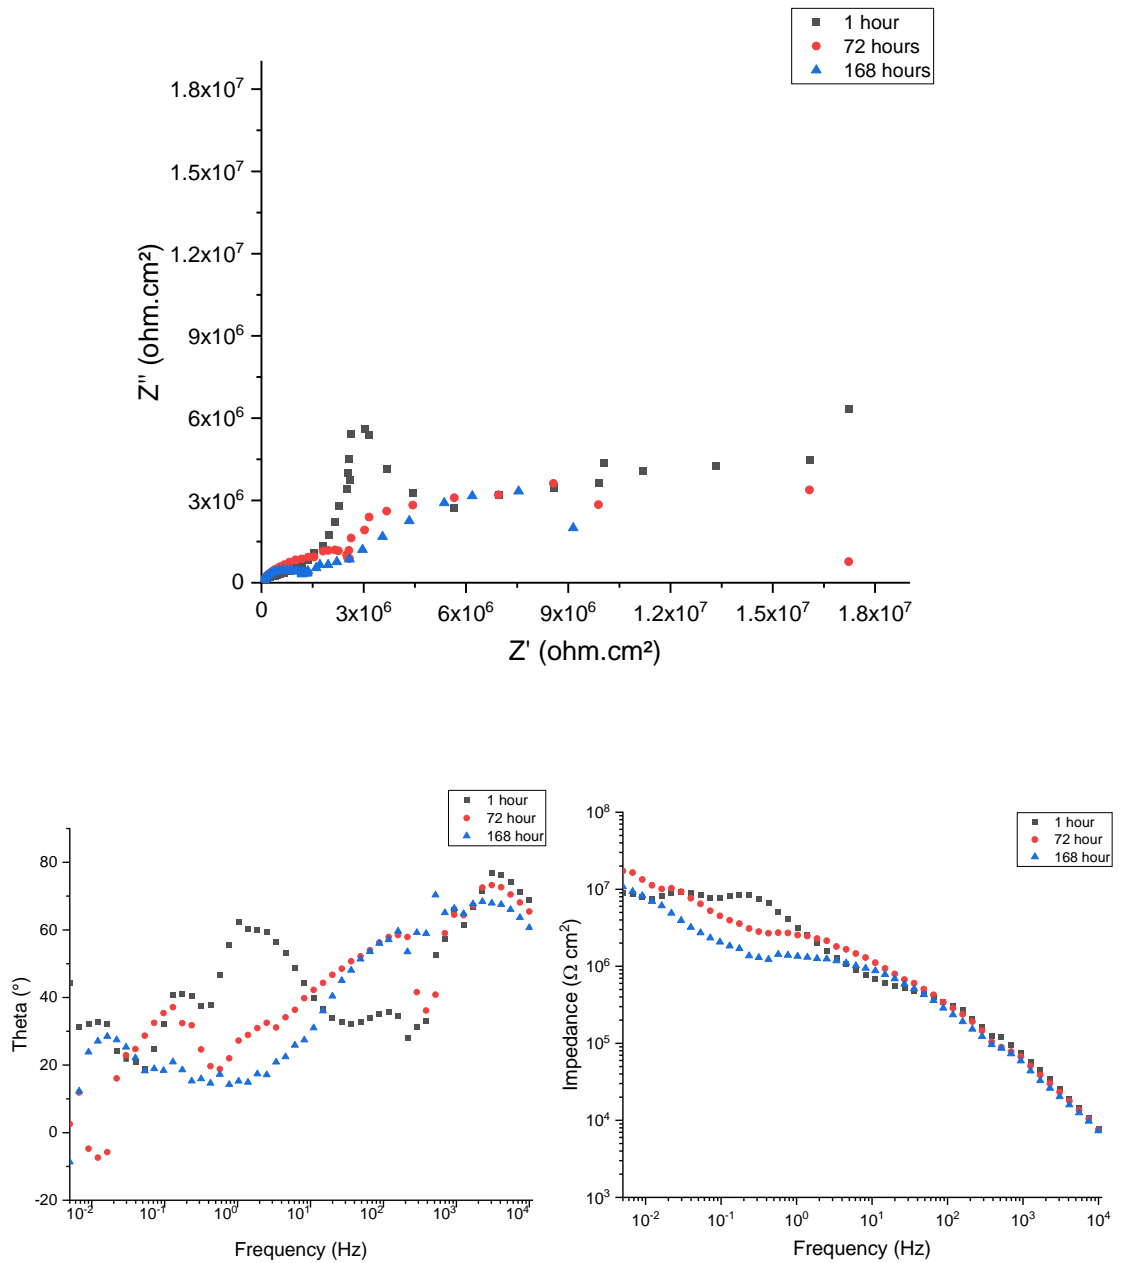 1 hour
72 hours
168 hours
1.8x10⁷
1.5x10⁷
1.2x10⁷
9x10⁶
6x10⁶
3x10⁶
0
Z'' (ohm.cm²)
0 3x10⁶ 6x10⁶ 9x10⁶ 1.2x10⁷ 1.5x10⁷ 1.8x10⁷
Z' (ohm.cm²)
1 hour
72 hour
168 hour
80
60
40
20
0
-20
Theta (°)
10⁻² 10⁻¹ 10⁰ 10¹ 10² 10³ 10⁴
Frequency (Hz)
1 hour
72 hour
168 hour
10⁸
10⁷
10⁶
10⁵
10⁴
10³
Impedance (Ω cm²)
10⁻² 10⁻¹ 10⁰ 10¹ 10² 10³ 10⁴
Frequency (Hz)